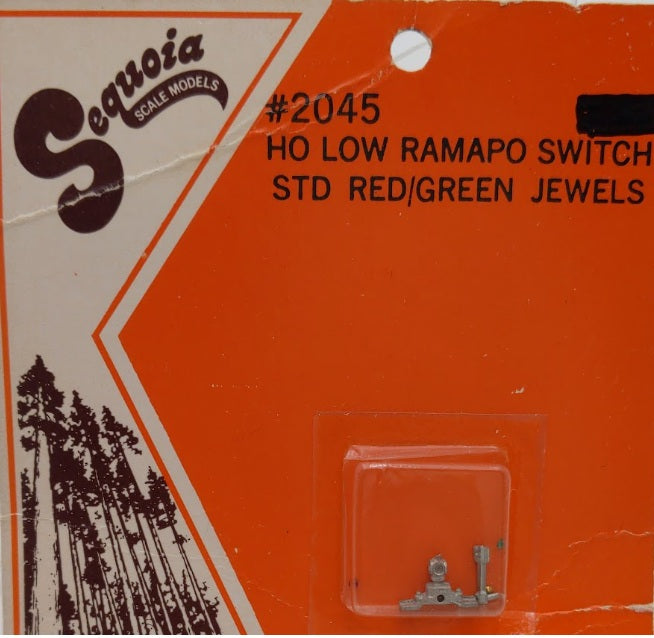 Sequoia
SCALE MODELS
#2045
HO LOW RAMAPO SWITCH
STD RED/GREEN JEWELS